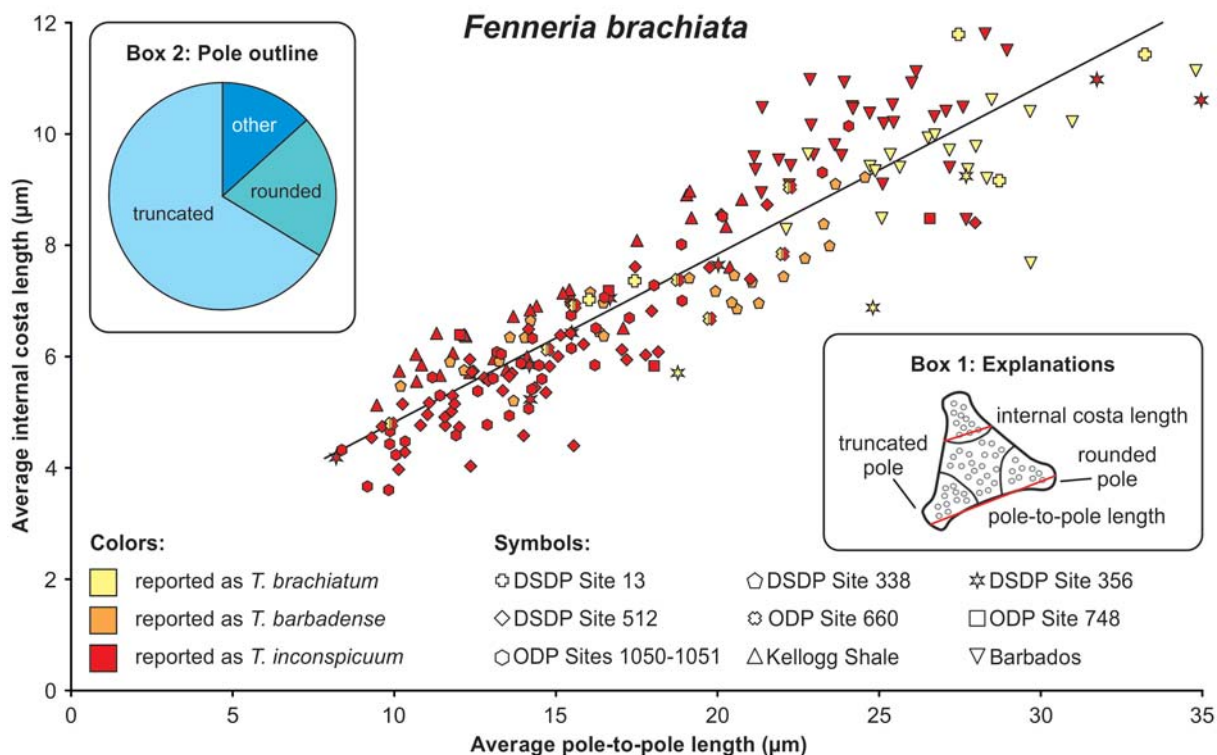 Fenneria brachiata
Box 2: Pole outline
other
rounded
truncated
Box 1: Explanations
internal costa length
truncated
pole
rounded
pole
pole-to-pole length
Colors:
reported as T. brachiatum
reported as T. barbadense
reported as T. inconspicuum
Symbols:
DSDP Site 13
DSDP Site 338
DSDP Site 356
DSDP Site 512
ODP Site 660
ODP Site 748
ODP Sites 1050-1051
Kellogg Shale
Barbados
Average internal costa length (µm)
12
10
8
6
4
2
0
0
5
10
15
20
25
30
35
Average pole-to-pole length (µm)